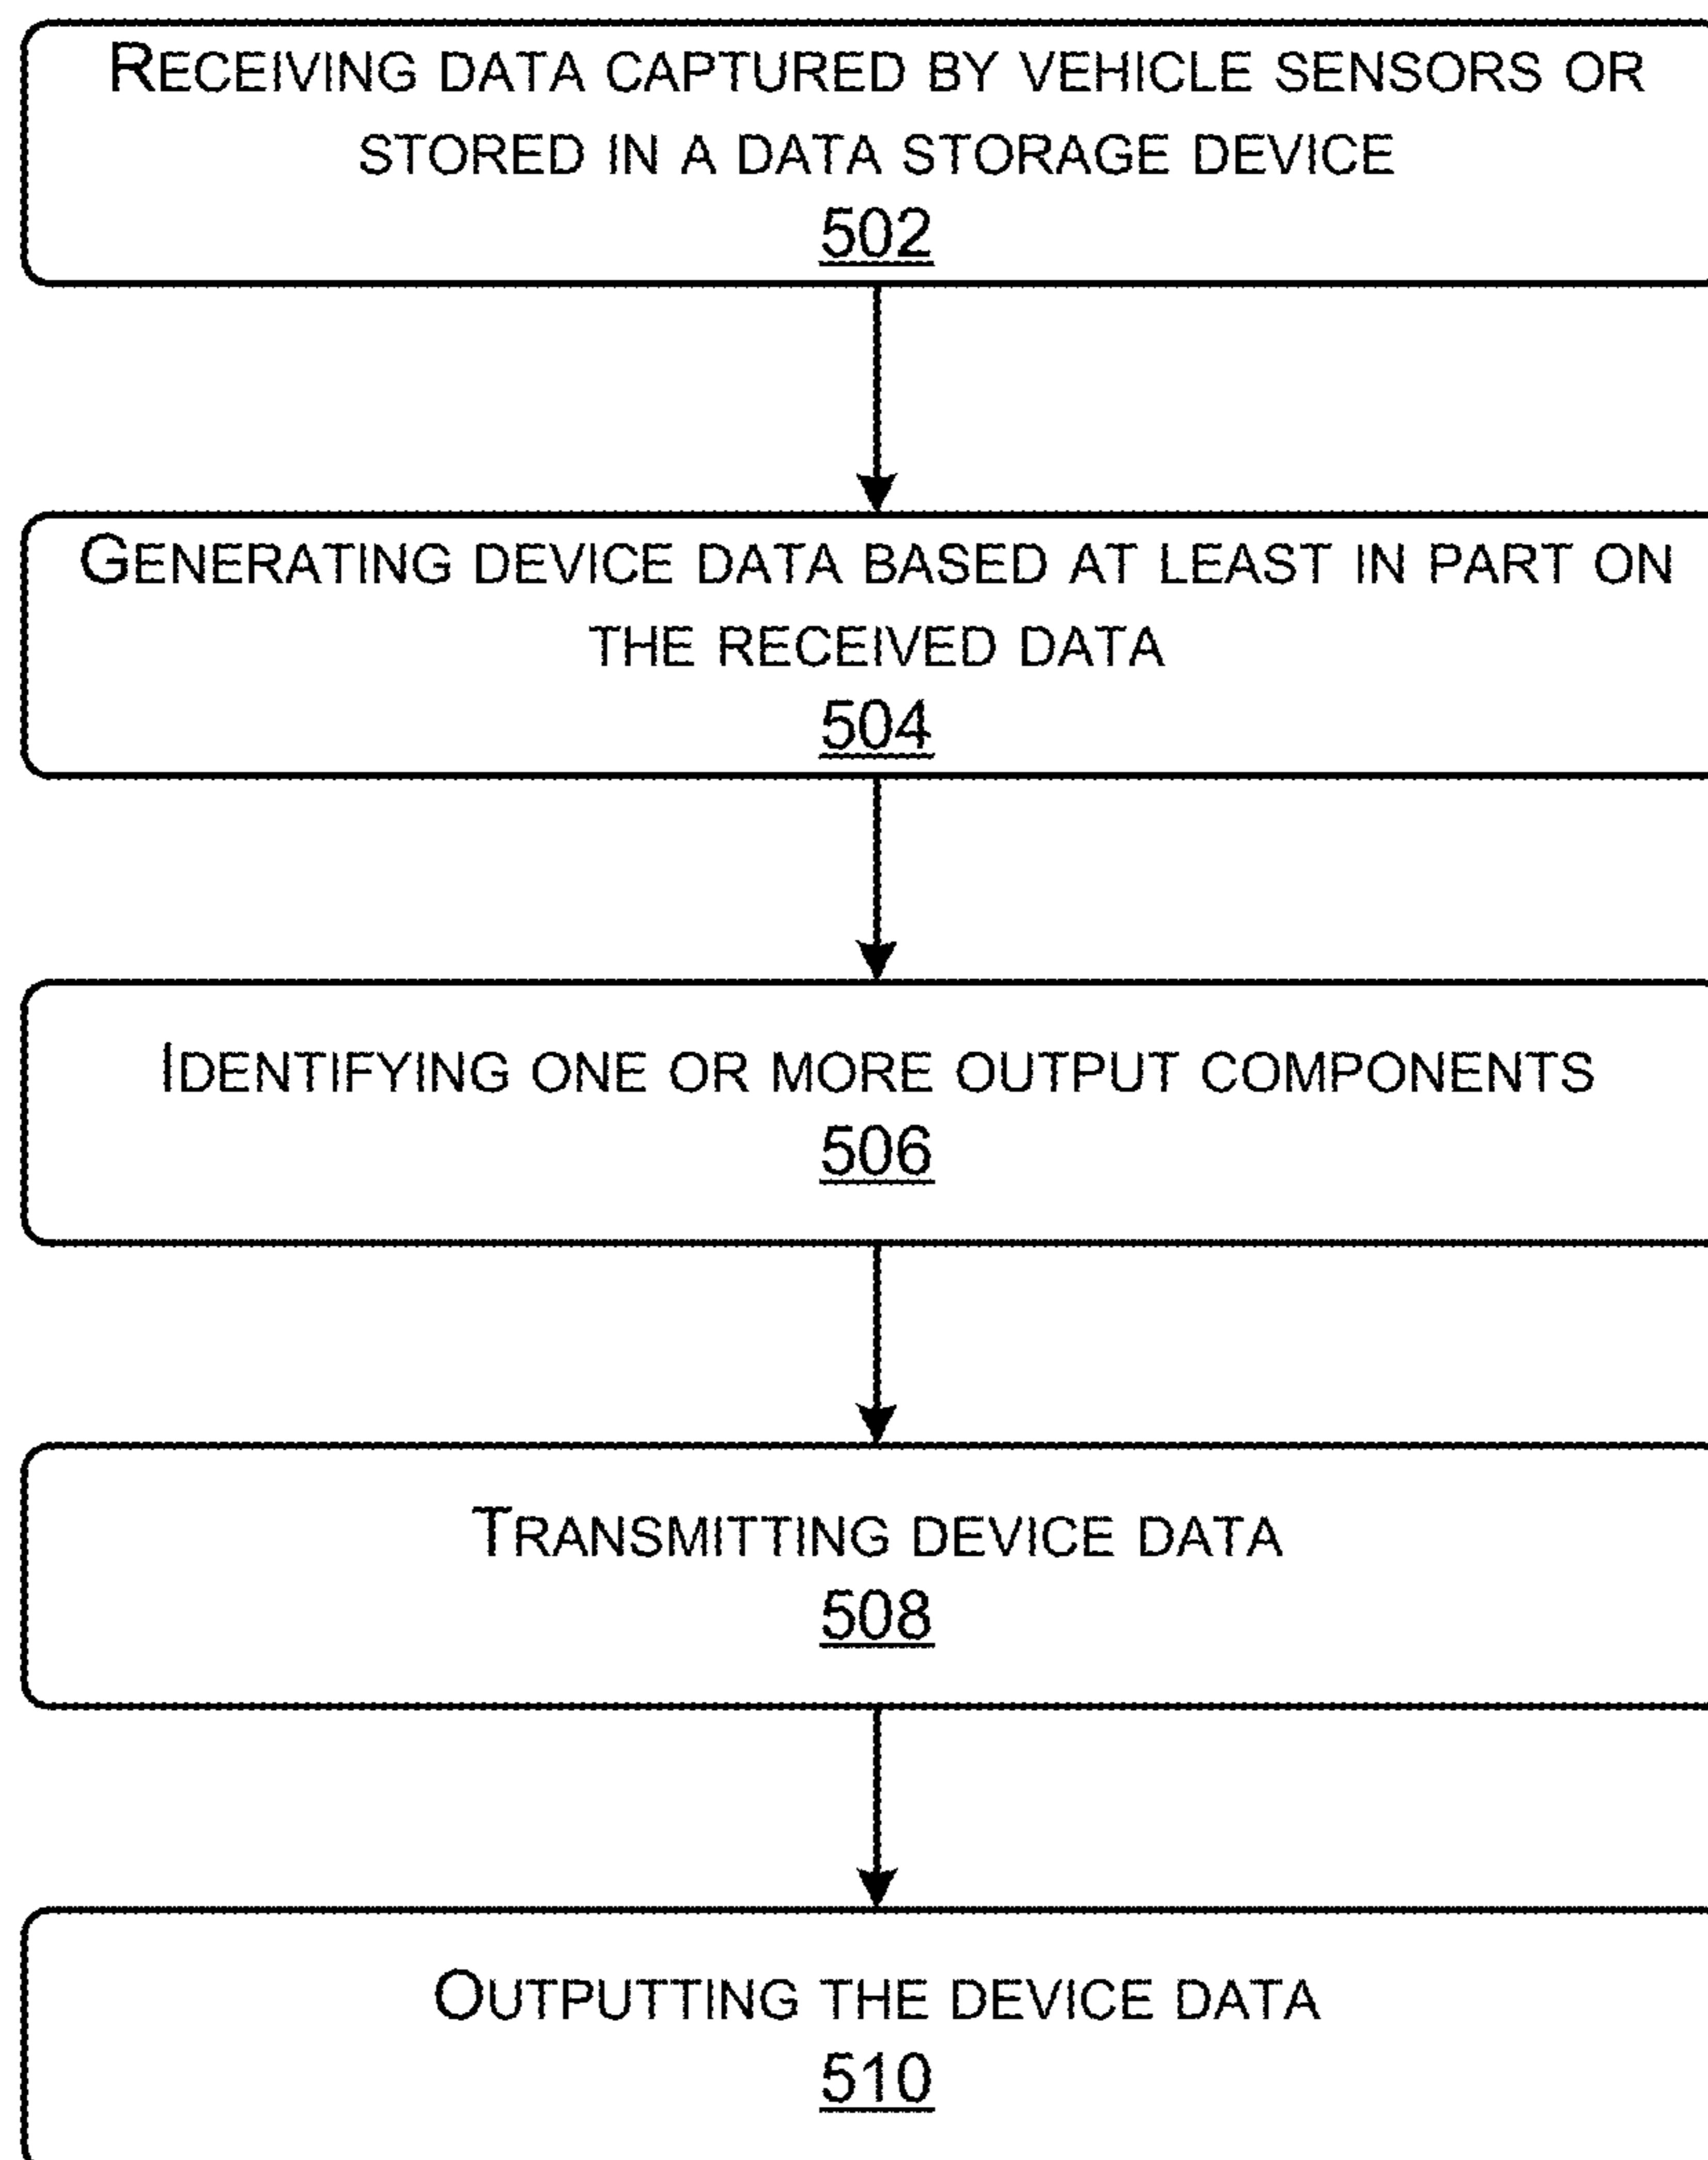 RECEIVING DATA CAPTURED BY VEHICLE SENSORS OR
STORED IN A DATA STORAGE DEVICE
502
GENERATING DEVICE DATA BASED AT LEAST IN PART ON
THE RECEIVED DATA
504
IDENTIFYING ONE OR MORE OUTPUT COMPONENTS
506
TRANSMITTING DEVICE DATA
508
OUTPUTTING THE DEVICE DATA
510